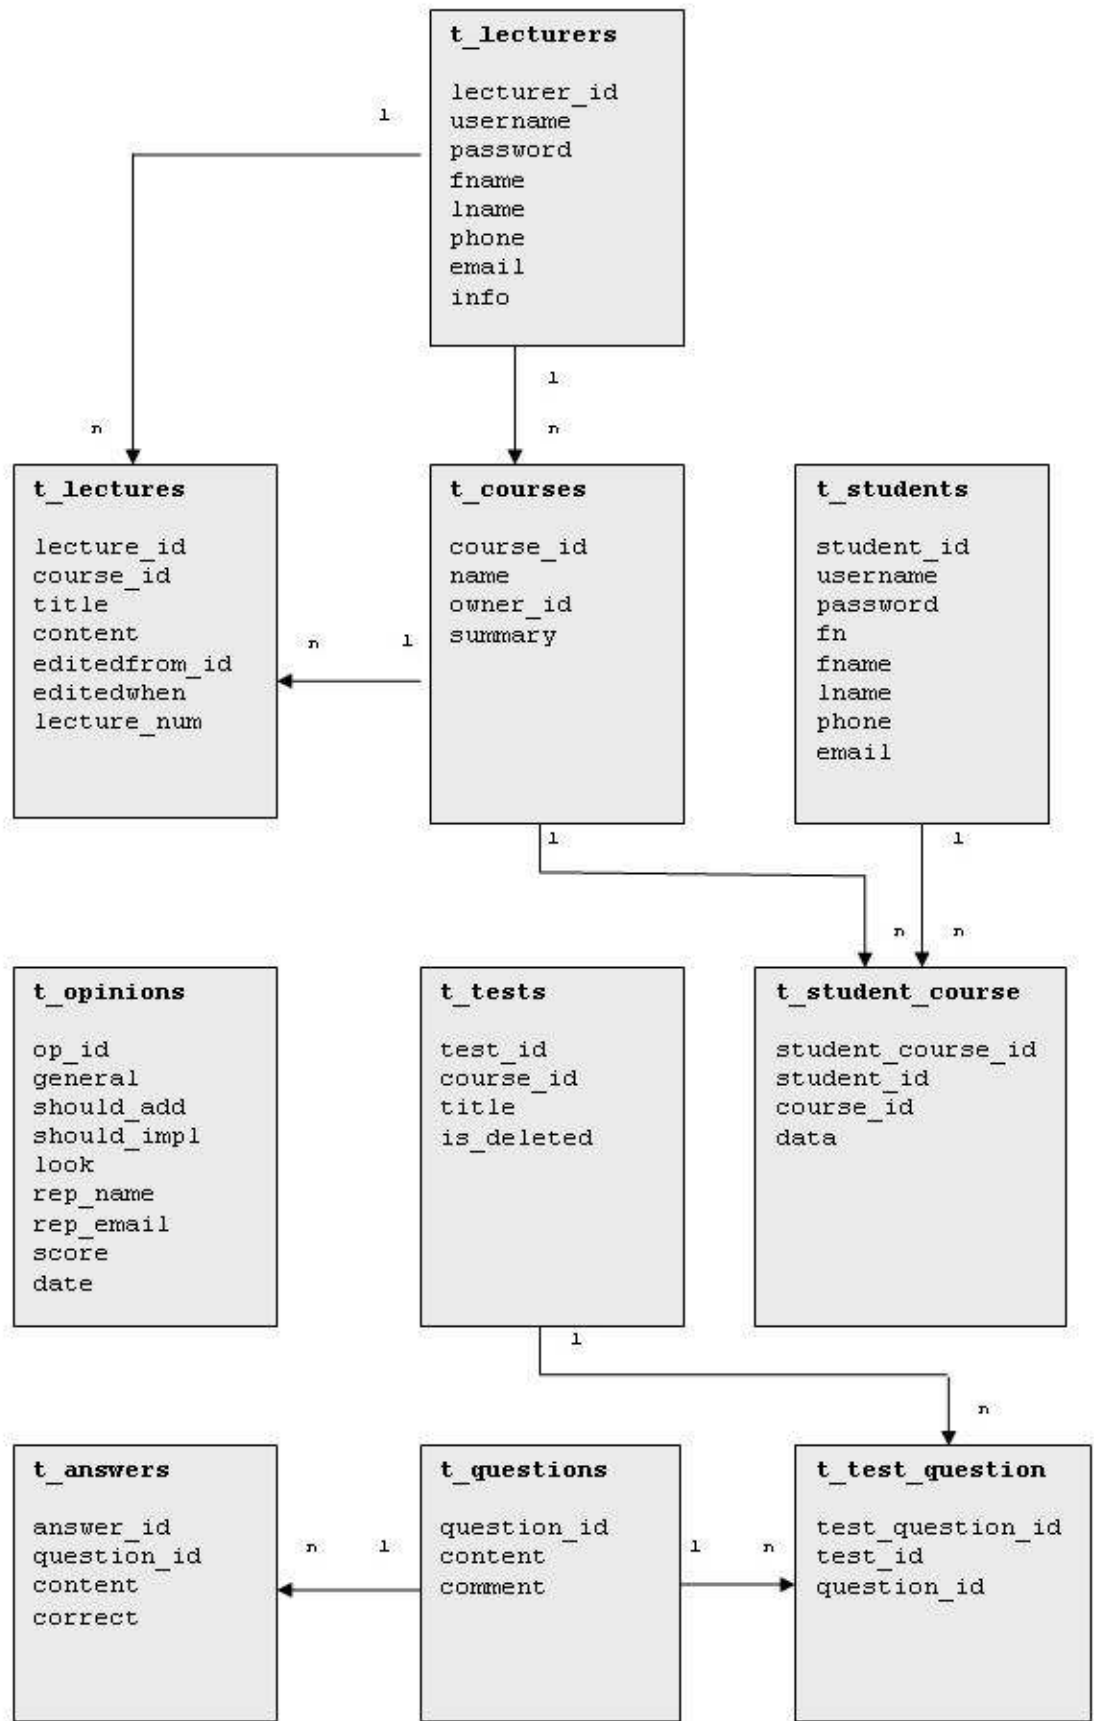 t_lecturers
lecturer_id
username
password
fname
lname
phone
email
info
1
n
1
n
t_lectures
lecture_id
course_id
title
content
editedfrom_id
editedwhen
lecture_num
n
1
t_courses
course_id
name
owner_id
summary
t_students
student_id
username
password
fn
fname
lname
phone
email
1
1
n
n
t_opinions
op_id
general
should_add
should_impl
look
rep_name
rep_email
score
date
t_tests
test_id
course_id
title
is_deleted
t_student_course
student_course_id
student_id
course_id
data
1
n
t_answers
answer_id
question_id
content
correct
n
1
t_questions
question_id
content
comment
1
n
t_test_question
test_question_id
test_id
question_id